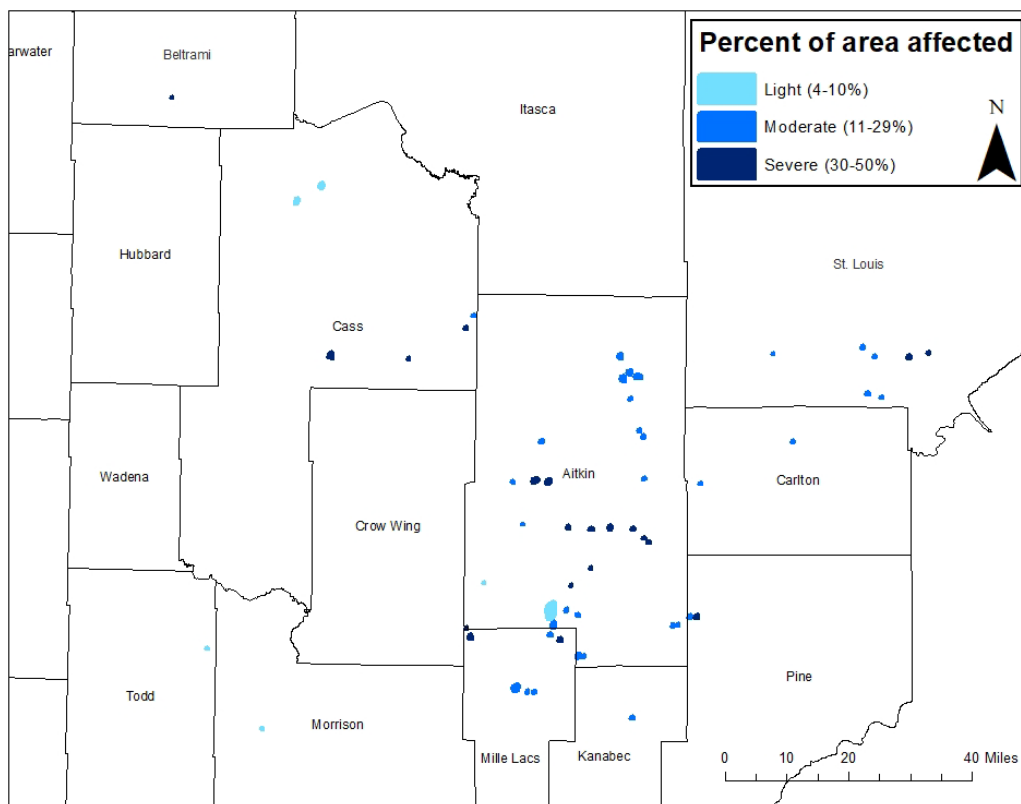 arwater
Beltrami
Itasca
Percent of area affected
Light (4-10%)
Moderate (11-29%)
Severe (30-50%)
N
Hubbard
St. Louis
Cass
Wadena
Aitkin
Carlton
Crow Wing
Todd
Morrison
Pine
Mille Lacs
Kanabec
0 10 20 40 Miles